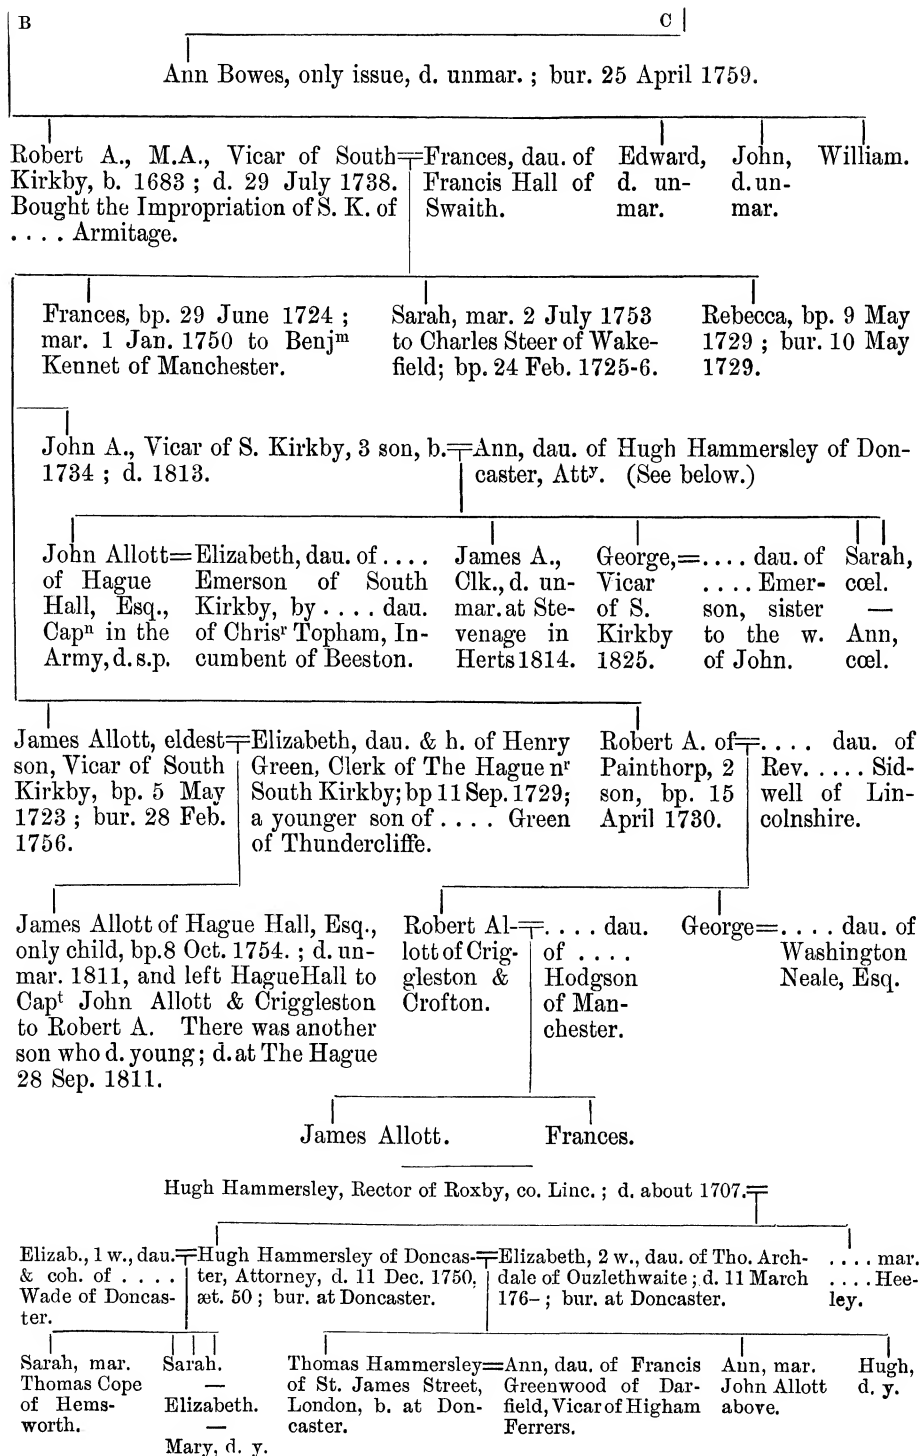 B C
Ann Bowes, only issue, d. unmar. ; bur. 25 April 1759.
Robert A., M.A., Vicar of South
Kirkby, b. 1683 ; d. 29 July 1738.
Bought the Impropriation of S. K. of
. . . . Armitage.
Frances, dau. of
Francis Hall of
Swaith.
Edward,
d. un-
mar.
John,
d. un-
mar.
William.
Frances, bp. 29 June 1724 ;
mar. 1 Jan. 1750 to Benjm
Kennet of Manchester.
Sarah, mar. 2 July 1753
to Charles Steer of Wake-
field; bp. 24 Feb. 1725-6.
Rebecca, bp. 9 May
1729 ; bur. 10 May
1729.
John A., Vicar of S. Kirkby, 3 son, b.
1734 ; d. 1813.
Ann, dau. of Hugh Hammersley of Don-
caster, Atty. (See below.)
John Allott=
of Hague
Hall, Esq.,
Capn in the
Army, d. s.p.
Elizabeth, dau. of . . . .
Emerson of South
Kirkby, by . . . . dau.
of Chrisr Topham, In-
cumbent of Beeston.
James A.,
Clk., d. un-
mar. at Ste-
venage in
Herts 1814.
George,=
Vicar
of S.
Kirkby
1825.
. . . . dau. of
. . . . Emer-
son, sister
to the w.
of John.
Sarah,
cœl.
—
Ann,
cœl.
James Allott, eldest
son, Vicar of South
Kirkby, bp. 5 May
1723 ; bur. 28 Feb.
1756.
Elizabeth, dau. & h. of Henry
Green, Clerk of The Hague nr
South Kirkby; bp 11 Sep. 1729;
a younger son of . . . . Green
of Thundercliffe.
Robert A. of
Painthorp, 2
son, bp. 15
April 1730.
. . . . dau. of
Rev. . . . . Sid-
well of Lin-
colnshire.
James Allott of Hague Hall, Esq.,
only child, bp. 8 Oct. 1754. ; d. un-
mar. 1811, and left Hague Hall to
Capt John Allott & Criggleston
to Robert A. There was another
son who d. young; d. at The Hague
28 Sep. 1811.
Robert Al-
lott of Crig-
gleston &
Crofton.
. . . . dau.
of . . . .
Hodgson
of Man-
chester.
George=
. . . . dau. of
Washington
Neale, Esq.
James Allott. Frances.
Hugh Hammersley, Rector of Roxby, co. Linc. ; d. about 1707.
Elizab., 1 w., dau.
& coh. of . . . .
Wade of Doncas-
ter.
Hugh Hammersley of Doncas-
ter, Attorney, d. 11 Dec. 1750,
æt. 50 ; bur. at Doncaster.
Elizabeth, 2 w., dau. of Tho. Arch-
dale of Ouzlethwaite ; d. 11 March
176– ; bur. at Doncaster.
. . . . mar.
. . . . Hee-
ley.
Sarah, mar.
Thomas Cope
of Hems-
worth.
Sarah.
—
Elizabeth.
—
Mary, d. y.
Thomas Hammersley=
of St. James Street,
London, b. at Don-
caster.
Ann, dau. of Francis
Greenwood of Dar-
field, Vicar of Higham
Ferrers.
Ann, mar.
John Allott
above.
Hugh,
d. y.